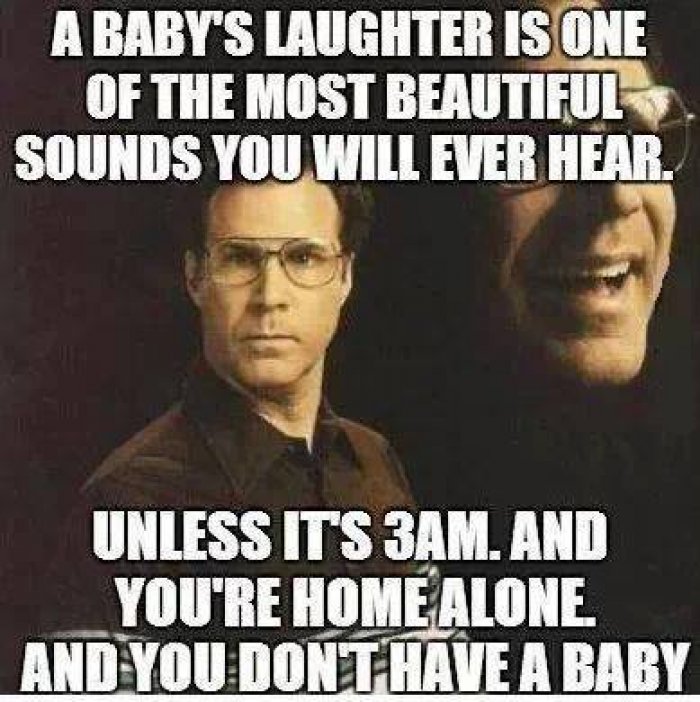 A BABY'S LAUGHTER IS ONE
OF THE MOST BEAUTIFUL
SOUNDS YOU WILL EVER HEAR.
UNLESS IT'S 3AM. AND
YOU'RE HOME ALONE.
AND YOU DON'T HAVE A BABY